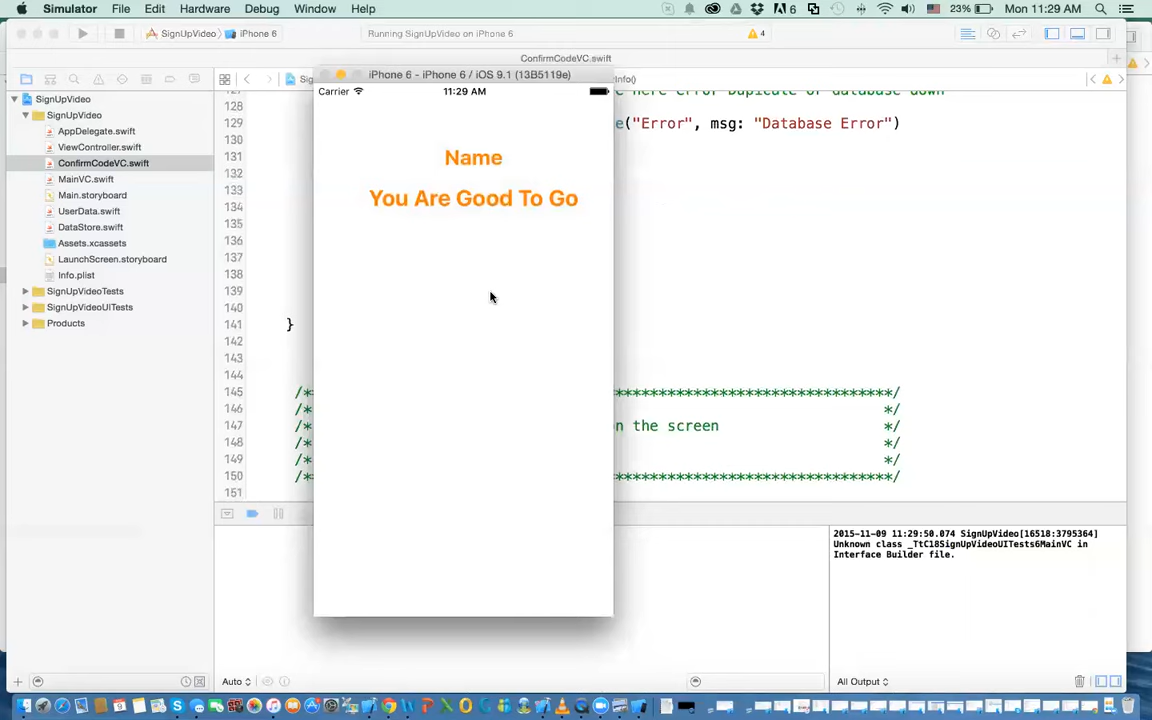 Simulator File Edit Hardware Debug Window Help
6 23% Mon 11:29 AM
SignUpVideo iPhone 6 Running SignUpVideo on iPhone 6 4
ConfirmCodeVC.swift
iPhone 6 - iPhone 6 / iOS 9.1 (13B5119e)
SignUpVideo
SignUpVideo
AppDelegate.swift
ViewController.swift
ConfirmCodeVC.swift
MainVC.swift
Main.storyboard
UserData.swift
DataStore.swift
Assets.xcassets
LaunchScreen.storyboard
Info.plist
SignUpVideoTests
SignUpVideoUITests
Products
Carrier 11:29 AM
Name
You Are Good To Go
128
129 e("Error", msg: "Database Error")
130
131
132
133
134
135
136
137
138
139
140
141 }
142
143
144
145 /* *************************/
146 /* */
147 /* n the screen */
148 /* */
149 /* */
150 /* *************************/
151
2015-11-09 11:29:50.074 SignUpVideo[16518:3795364]
Unknown class _TtC18SignUpVideoUITests6MainVC in
Interface Builder file.
Auto
All Output